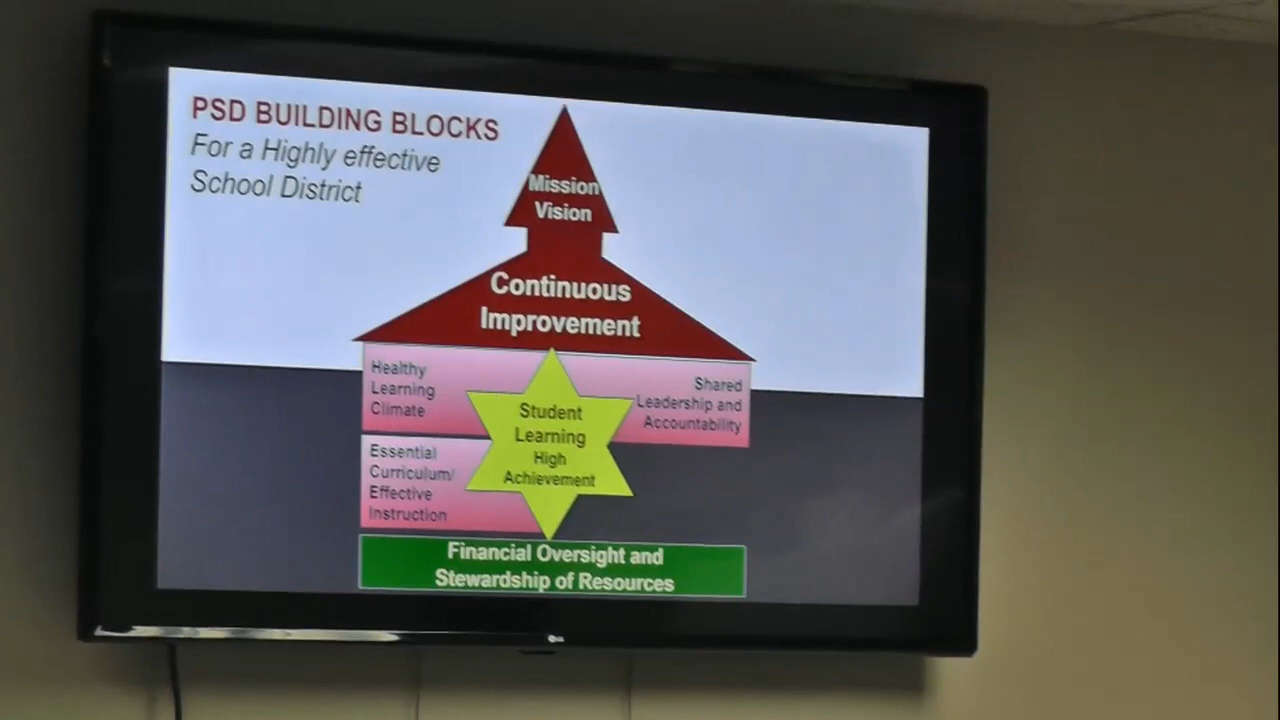 PSD BUILDING BLOCKS
For a Highly effective
School District
Mission
Vision
Continuous
Improvement
Healthy
Learning
Climate
Shared
Leadership and
Accountability
Student
Learning
High
Achievement
Essential
Curriculum/
Effective
Instruction
Financial Oversight and
Stewardship of Resources
LG